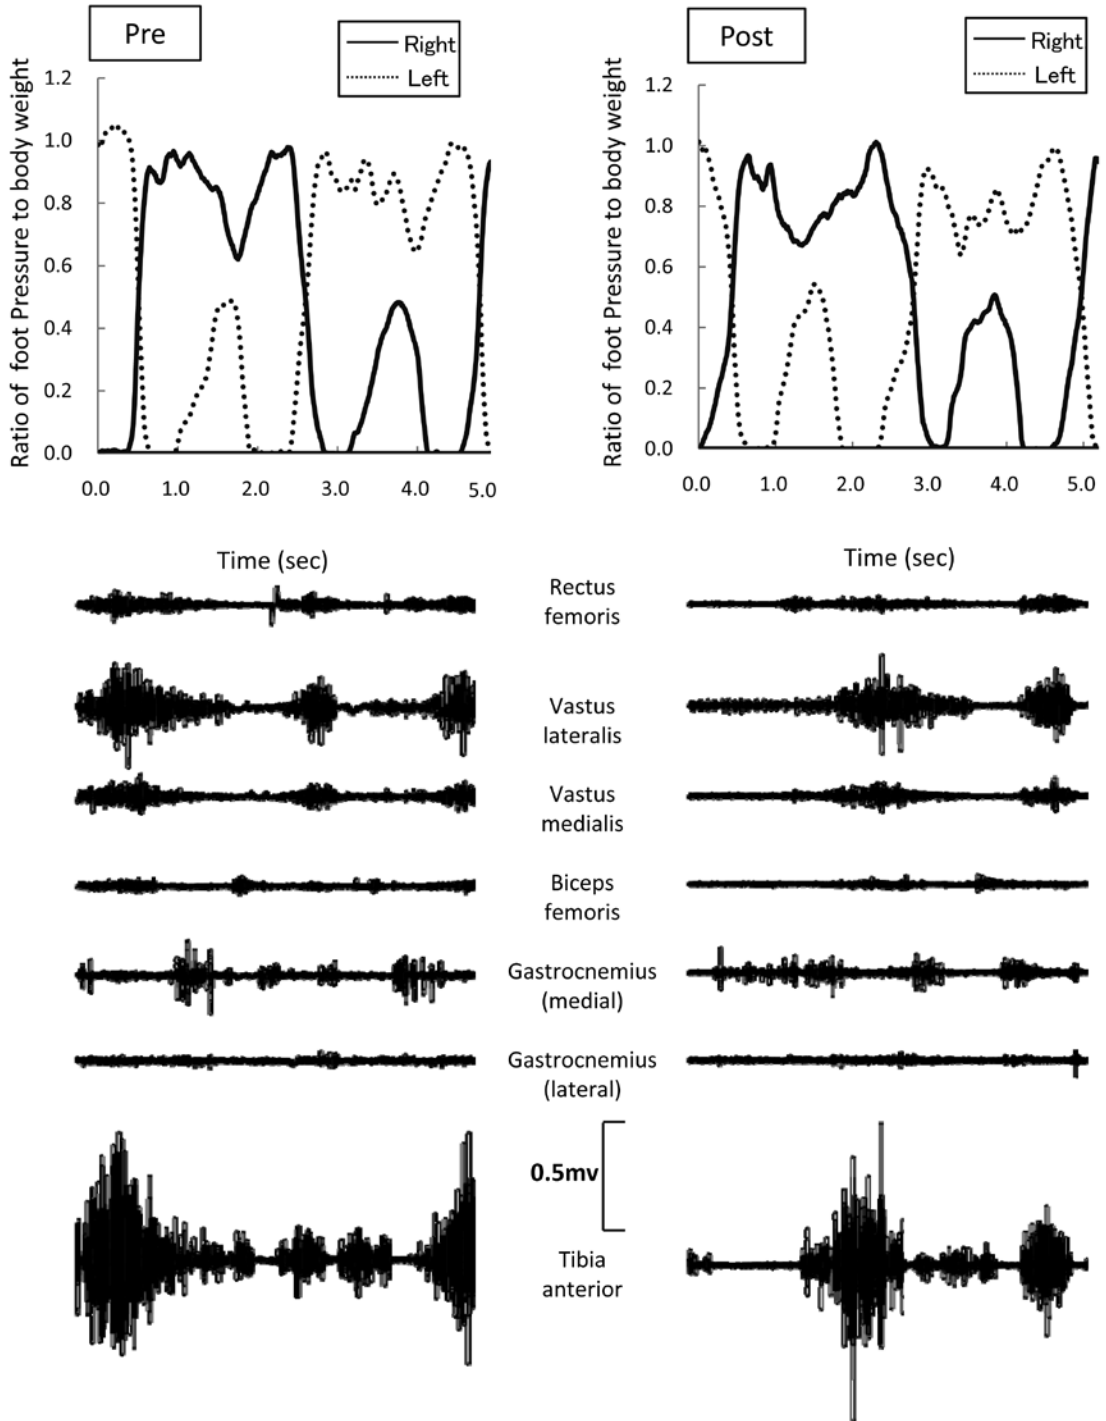 Pre
Right
Left
Ratio of foot Pressure to body weight
1.2
1.0
0.8
0.6
0.4
0.2
0.0
0.0 1.0 2.0 3.0 4.0 5.0
Time (sec)
Post
Right
Left
Ratio of foot Pressure to body weight
1.2
1.0
0.8
0.6
0.4
0.2
0.0
0.0 1.0 2.0 3.0 4.0 5.0
Time (sec)
Rectus
femoris
Vastus
lateralis
Vastus
medialis
Biceps
femoris
Gastrocnemius
(medial)
Gastrocnemius
(lateral)
0.5mv
Tibia
anterior